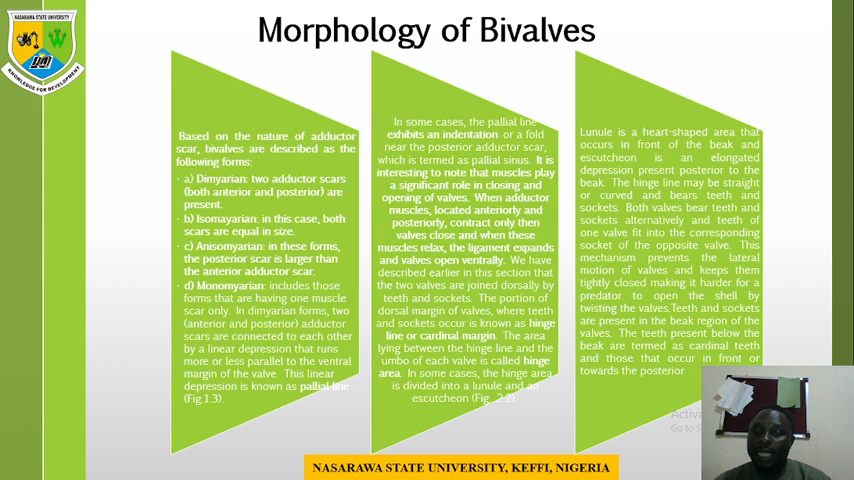 NASARAWA STATE UNIVERSITY
KNOWLEDGE FOR DEVELOPMENT
Morphology of Bivalves
Based on the nature of adductor
scar, bivalves are described as the
following forms:
· a) Dimyarian: two adductor scars
(both anterior and posterior) are
present.
· b) Isomayarian: in this case, both
scars are equal in size.
· c) Anisomyarian: in these forms,
the posterior scar is larger than
the anterior adductor scar.
· d) Monomyarian: includes those
forms that are having one muscle
scar only. In dimyarian forms, two
(anterior and posterior) adductor
scars are connected to each other
by a linear depression that runs
more or less parallel to the ventral
margin of the valve. This linear
depression is known as pallial line
(Fig.1.3).
In some cases, the pallial line
exhibits an indentation or a fold
near the posterior adductor scar,
which is termed as pallial sinus. It is
interesting to note that muscles play
a significant role in closing and
opening of valves. When adductor
muscles, located anteriorly and
posteriorly, contract only then
valves close and when these
muscles relax, the ligament expands
and valves open ventrally. We have
described earlier in this section that
the two valves are joined dorsally by
teeth and sockets. The portion of
dorsal margin of valves, where teeth
and sockets occur is known as hinge
line or cardinal margin. The area
lying between the hinge line and the
umbo of each valve is called hinge
area. In some cases, the hinge area
is divided into a lunule and an
escutcheon (Fig. 2.2).
Lunule is a heart-shaped area that
occurs in front of the beak and
escutcheon is an elongated
depression present posterior to the
beak. The hinge line may be straight
or curved and bears teeth and
sockets. Both valves bear teeth and
sockets alternatively and teeth of
one valve fit into the corresponding
socket of the opposite valve. This
mechanism prevents the lateral
motion of valves and keeps them
tightly closed making it harder for a
predator to open the shell by
twisting the valves.Teeth and sockets
are present in the beak region of the
valves. The teeth present below the
beak are termed as cardinal teeth
and those that occur in front or
towards the posterior
Activa
Go to S
NASARAWA STATE UNIVERSITY, KEFFI, NIGERIA